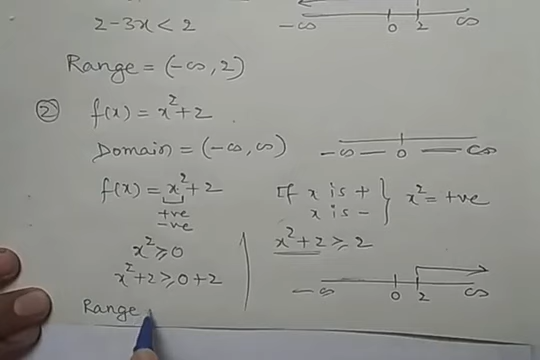 2-3x < 2
-∞ 0 2 ∞
Range = (-∞, 2)
② f(x) = x²+2
Domain = (-∞, ∞)
-∞ 0 ∞
f(x) = x²+2
+ve
-ve
If x is +
x is -
} x² = +ve
x² ≥ 0
x²+2 ≥ 2
x²+2 ≥ 0+2
-∞ 0 2 ∞
Range